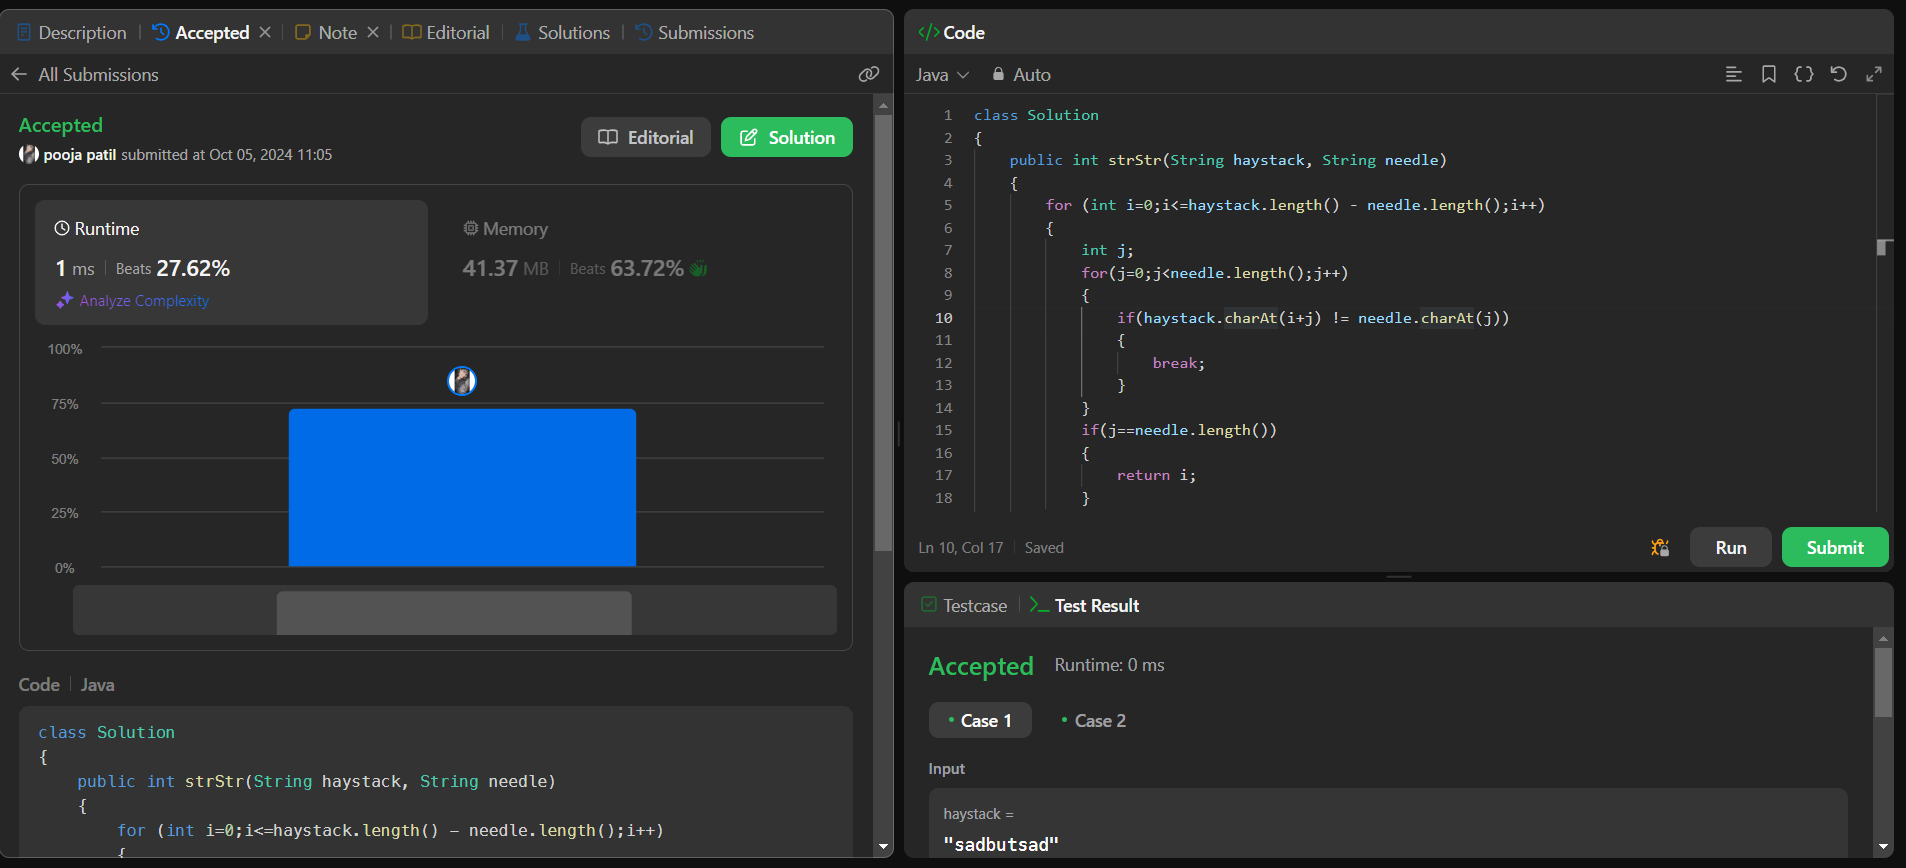 Description Accepted Note Editorial Solutions Submissions
All Submissions
Accepted
pooja patil submitted at Oct 05, 2024 11:05
Editorial
Solution
Runtime
1 ms Beats 27.62%
Analyze Complexity
Memory
41.37 MB Beats 63.72%
100%
75%
50%
25%
0%
Code Java
class Solution
{
public int strStr(String haystack, String needle)
{
for (int i=0;i<=haystack.length() - needle.length();i++)
{
</> Code
Java Auto
1 class Solution
2 {
3 public int strStr(String haystack, String needle)
4 {
5 for (int i=0;i<=haystack.length() - needle.length();i++)
6 {
7 int j;
8 for(j=0;j<needle.length();j++)
9 {
10 if(haystack.charAt(i+j) != needle.charAt(j))
11 {
12 break;
13 }
14 }
15 if(j==needle.length())
16 {
17 return i;
18 }
Ln 10, Col 17 Saved
Run
Submit
Testcase Test Result
Accepted Runtime: 0 ms
Case 1 Case 2
Input
haystack =
"sadbutsad"